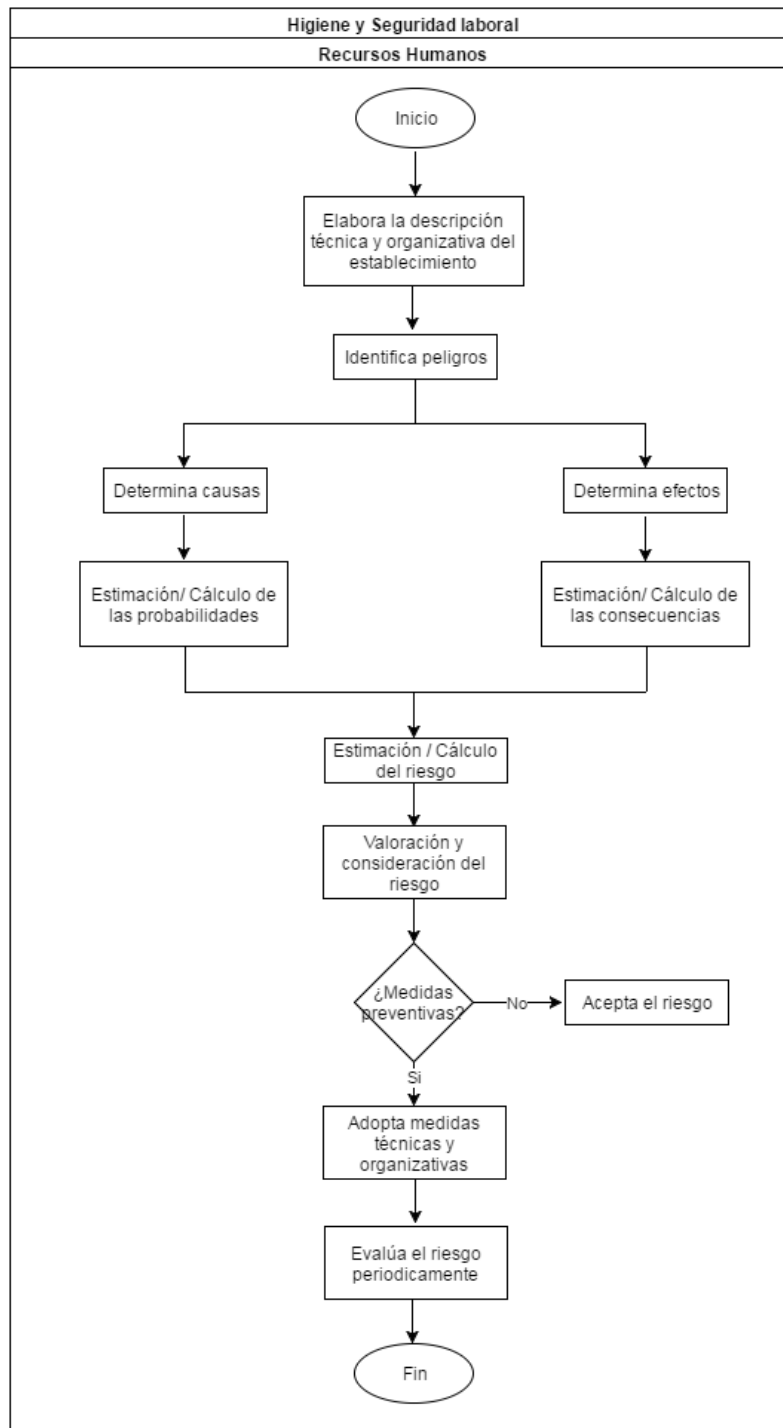 Higiene y Seguridad laboral
Recursos Humanos
Inicio
Elabora la descripción
técnica y organizativa del
establecimiento
Identifica peligros
Determina causas
Determina efectos
Estimación/ Cálculo de
las probabilidades
Estimación/ Cálculo de
las consecuencias
Estimación / Cálculo
del riesgo
Valoración y
consideración del
riesgo
¿Medidas
preventivas?
No
Acepta el riesgo
Si
Adopta medidas
técnicas y
organizativas
Evalúa el riesgo
periodicamente
Fin